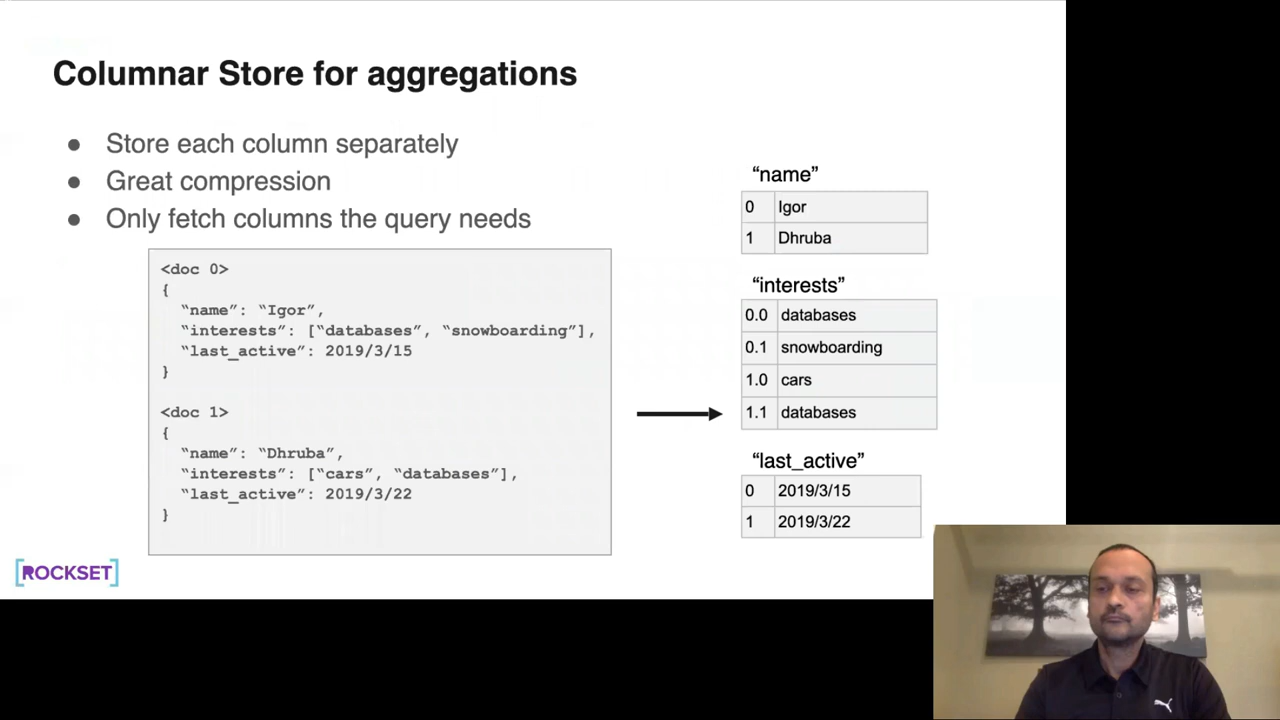 Columnar Store for aggregations
● Store each column separately
● Great compression
● Only fetch columns the query needs
<doc 0>
{
“name”: “Igor”,
“interests”: [“databases”, “snowboarding”],
“last_active”: 2019/3/15
}
<doc 1>
{
“name”: “Dhruba”,
“interests”: [“cars”, “databases”],
“last_active”: 2019/3/22
}
“name”
0 Igor
1 Dhruba
“interests”
0.0 databases
0.1 snowboarding
1.0 cars
1.1 databases
“last_active”
0 2019/3/15
1 2019/3/22
[ROCKSET]